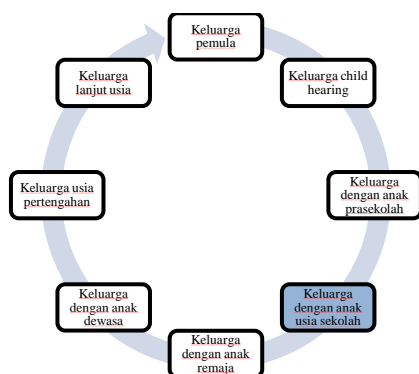 Keluarga
pemula
Keluarga child
hearing
Keluarga
dengan anak
prasekolah
Keluarga
dengan anak
usia sekolah
Keluarga
dengan anak
remaja
Keluarga
dengan anak
dewasa
Keluarga usia
pertengahan
Keluarga
lanjut usia